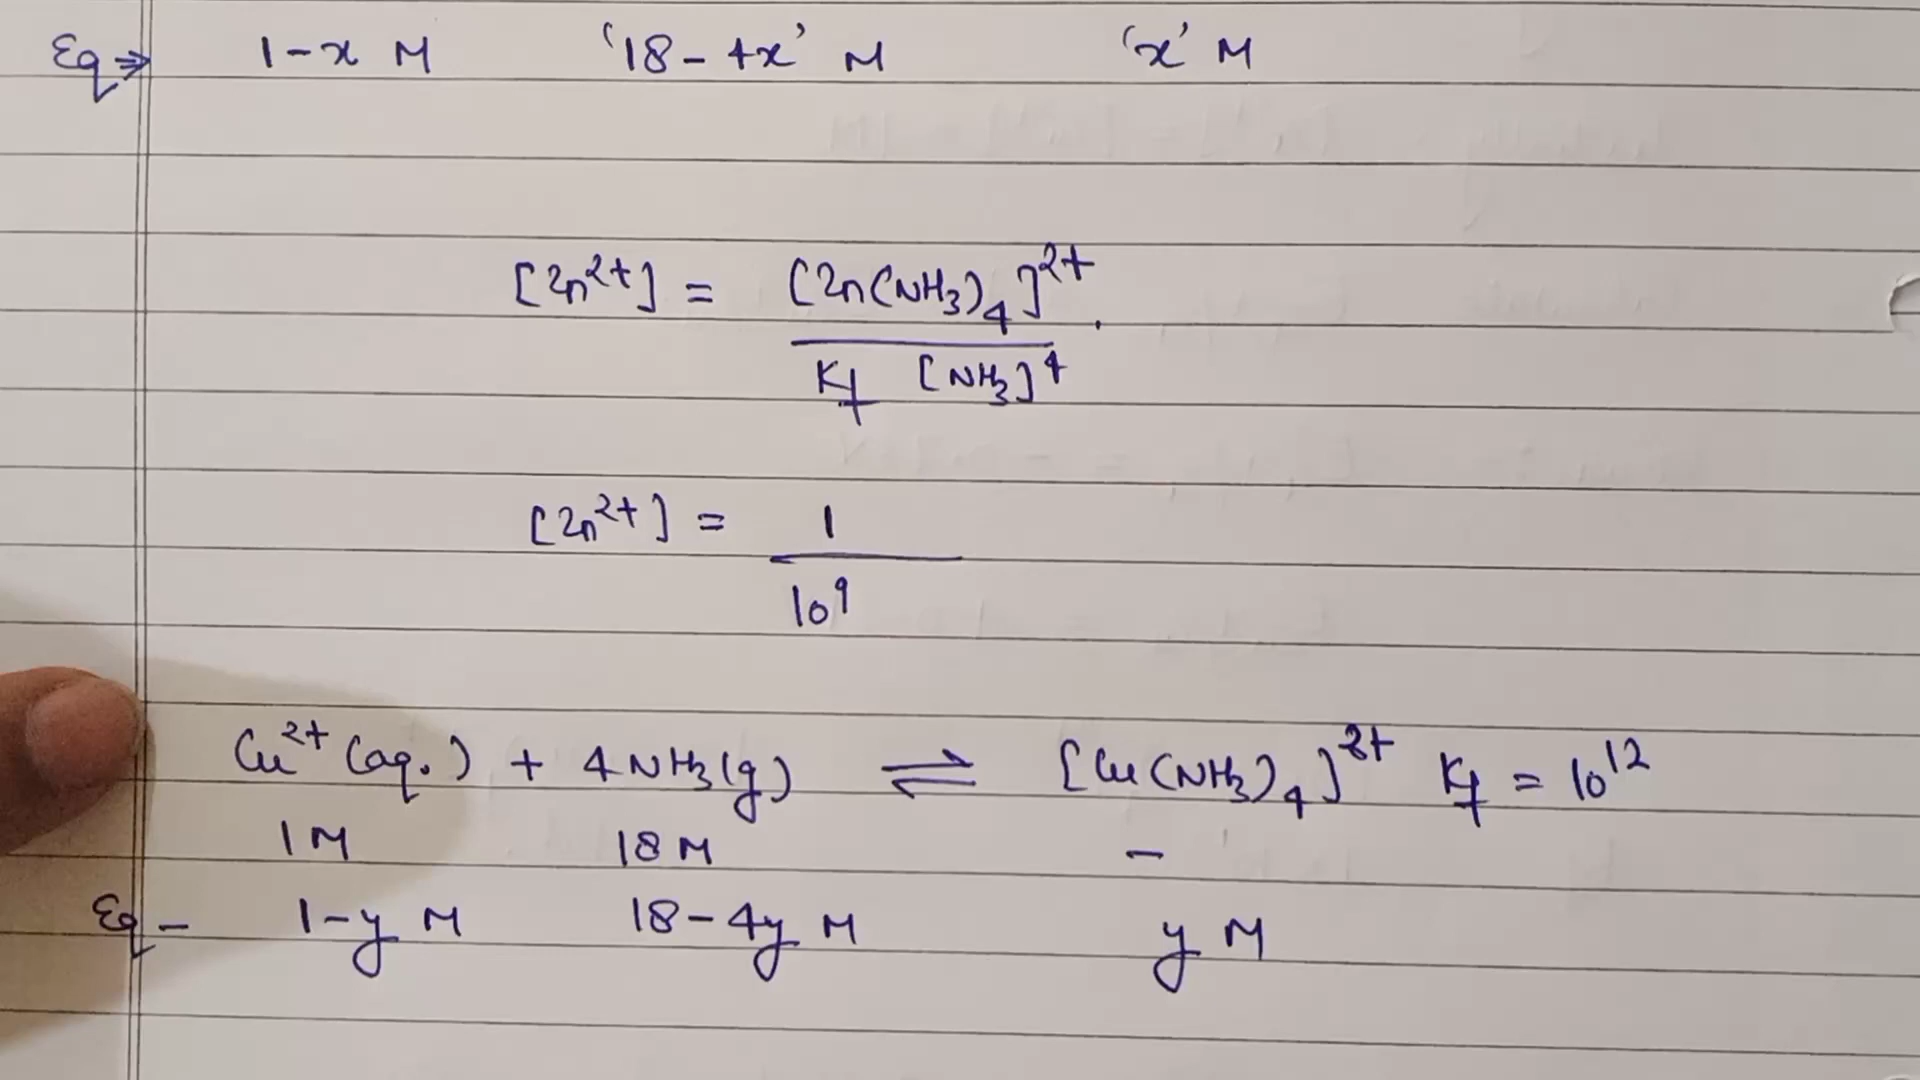 Eq ⇒ 1-x M '18-4x' M 'x' M
[Zn²⁺] = [Zn(NH₃)₄]²⁺.
Kf [NH₃]⁴
[Zn²⁺] = 1
10⁹
Cu²⁺ (aq.) + 4NH₃(g) ⇌ [Cu(NH₃)₄]²⁺ Kf = 10¹²
1M 18M -
Eq - 1-y M 18-4y M y M